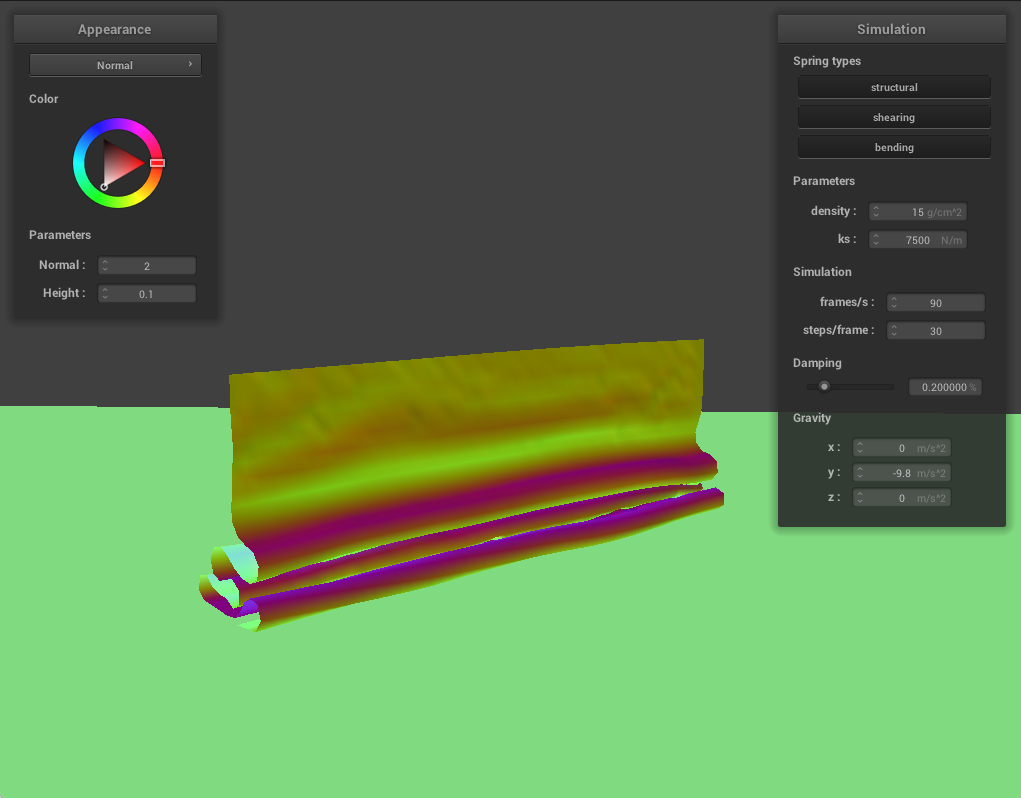 Appearance
Normal
Color
Parameters
Normal : 2
Height : 0.1
Simulation
Spring types
structural
shearing
bending
Parameters
density : 15 g/cm^2
ks : 7500 N/m
Simulation
frames/s : 90
steps/frame : 30
Damping
0.200000 %
Gravity
x : 0 m/s^2
y : -9.8 m/s^2
z : 0 m/s^2